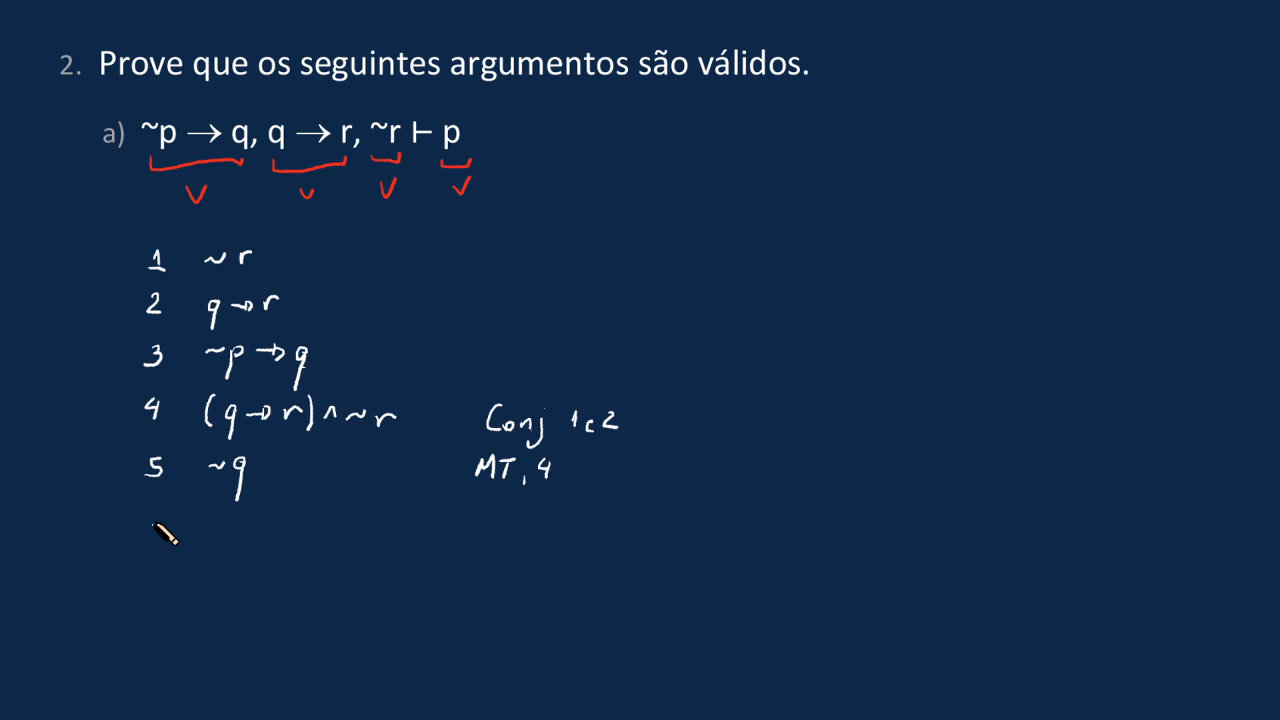 2. Prove que os seguintes argumentos são válidos.
a) ~p → q, q → r, ~r ⊢ p
V V V V
1 ~r
2 q → r
3 ~p → q
4 (q → r) ∧ ~r Conj 1 e 2
5 ~q MT, 4